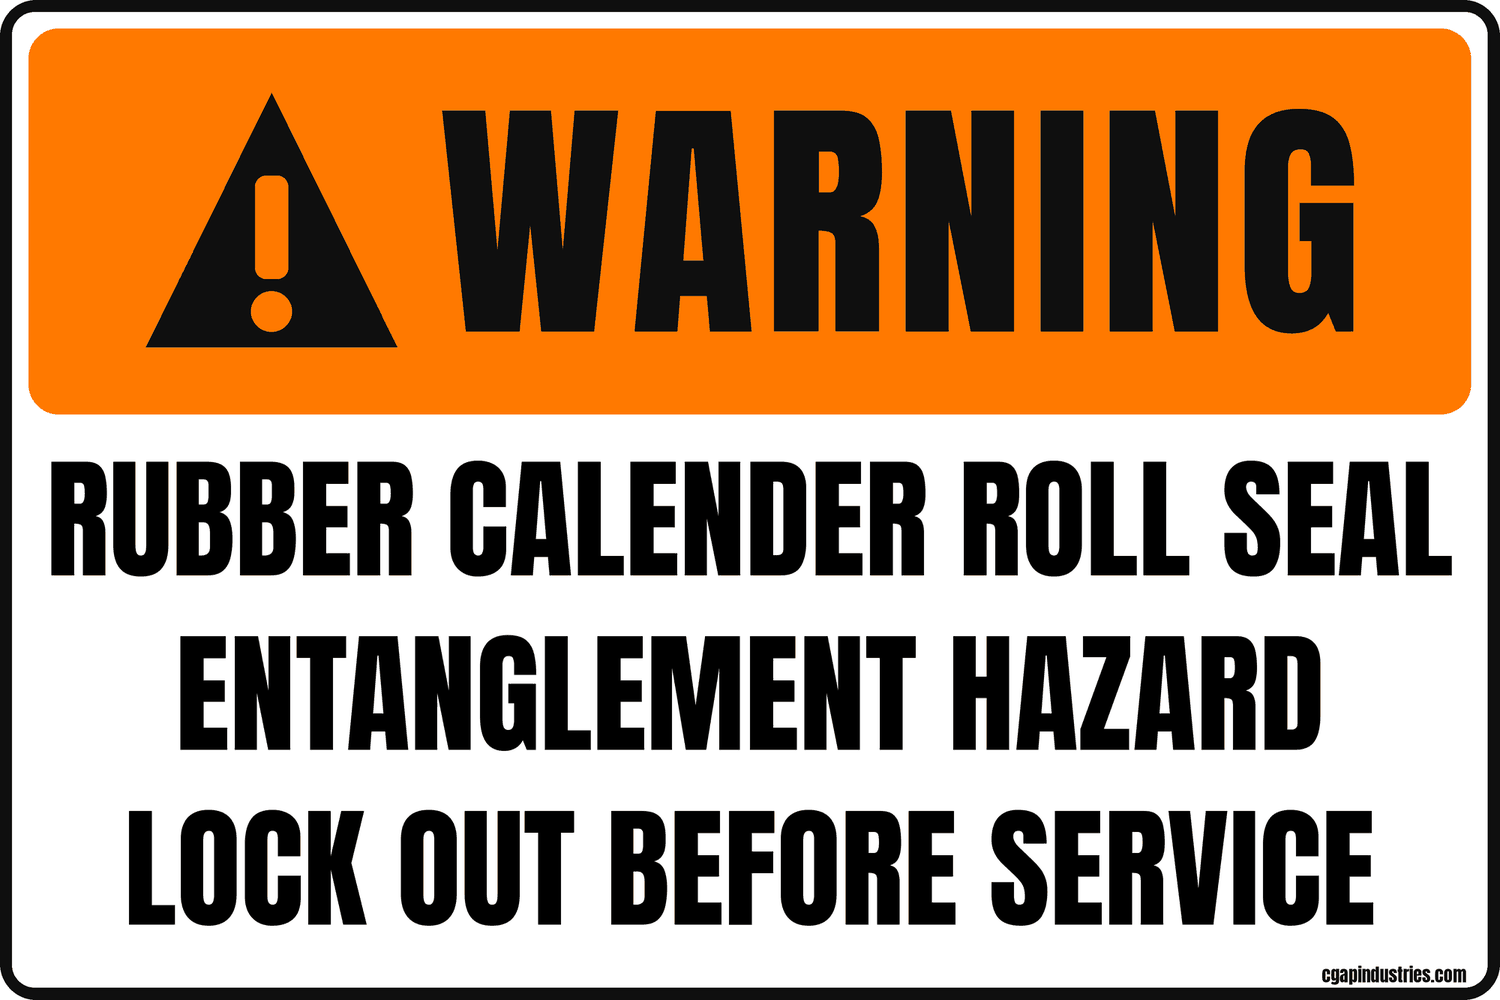 WARNING
RUBBER CALENDER ROLL SEAL
ENTANGLEMENT HAZARD
LOCK OUT BEFORE SERVICE
cgapindustries.com